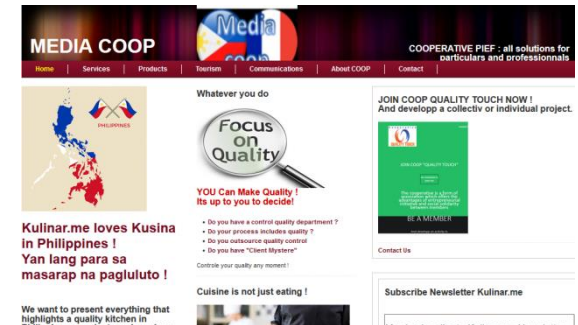 MEDIA COOP
Media
coop
COOPERATIVE PIEF : all solutions for
particulars and professionnals
Home
Services
Products
Tourism
Communications
About COOP
Contact
PHILIPPINES
Kulinar.me loves Kusina
in Philippines !
Yan lang para sa
masarap na pagluluto !
We want to present everything that
highlights a quality kitchen in
Whatever you do
Focus
on
Quality
YOU Can Make Quality !
Its up to you to decide!
Do you have a control quality department ?
Do your process includes quality ?
Do you outsource quality control
Do you have "Client Mystere"
Controle your quality any moment !
Cuisine is not just eating !
JOIN COOP QUALITY TOUCH NOW !
And developp a collectiv or individual project.
JOIN COOP "QUALITY TOUCH"
BE A MEMBER
Contact Us
Subscribe Newsletter Kulinar.me